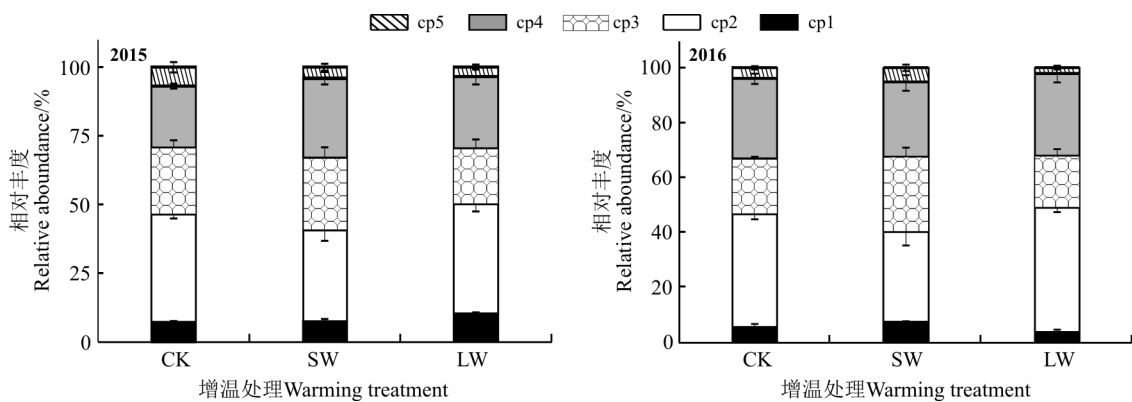 cp5 cp4 cp3 cp2 cp1
2015
相对丰度
Relative aboundance/%
100
75
50
25
0
CK SW LW
增温处理Warming treatment
2016
相对丰度
Relative aboundance/%
100
80
60
40
20
0
CK SW LW
增温处理Warming treatment